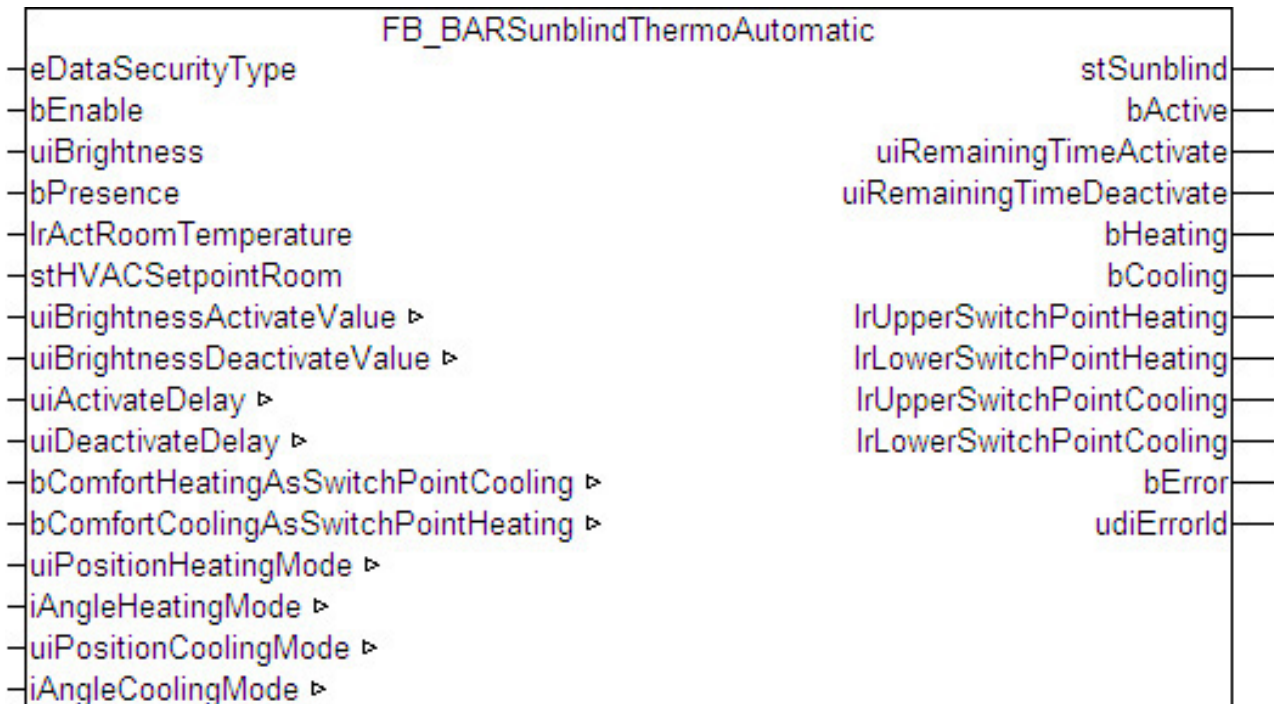 FB_BARSunblindThermoAutomatic
eDataSecurityType stSunblind
bEnable bActive
uiBrightness uiRemainingTimeActivate
bPresence uiRemainingTimeDeactivate
lrActRoomTemperature bHeating
stHVACSetpointRoom bCooling
uiBrightnessActivateValue lrUpperSwitchPointHeating
uiBrightnessDeactivateValue lrLowerSwitchPointHeating
uiActivateDelay lrUpperSwitchPointCooling
uiDeactivateDelay lrLowerSwitchPointCooling
bComfortHeatingAsSwitchPointCooling bError
bComfortCoolingAsSwitchPointHeating udiErrorId
uiPositionHeatingMode
iAngleHeatingMode
uiPositionCoolingMode
iAngleCoolingMode